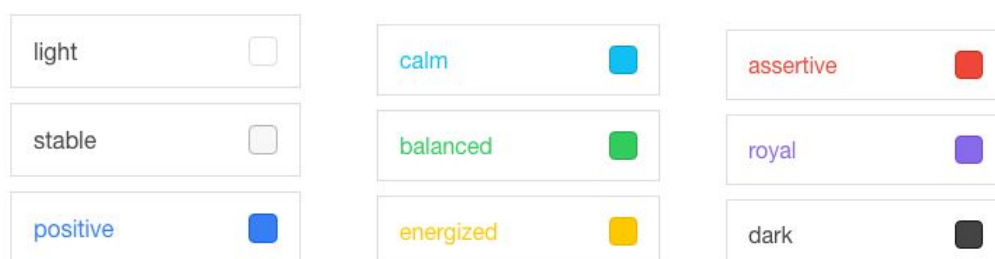 light
stable
positive
calm
balanced
energized
assertive
royal
dark